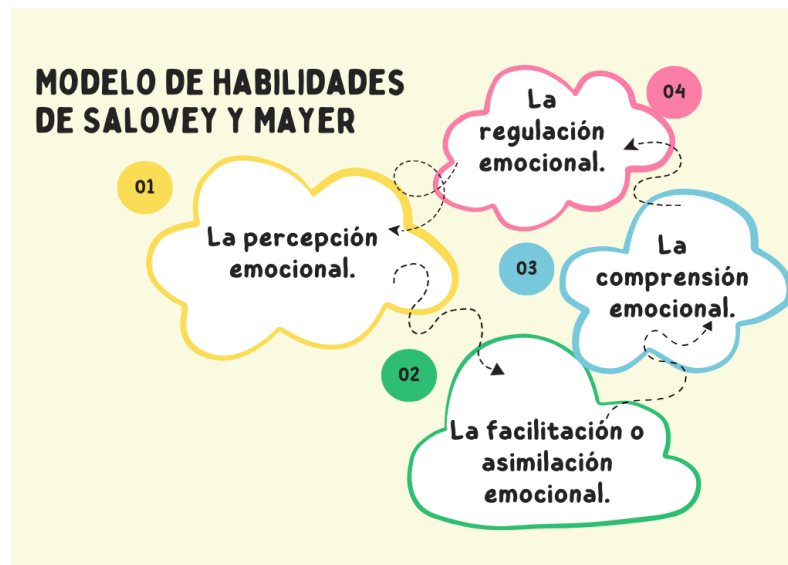 MODELO DE HABILIDADES
DE SALOVEY Y MAYER
01
La percepción
emocional.
02
La facilitación o
asimilación
emocional.
03
La
comprensión
emocional.
04
La
regulación
emocional.